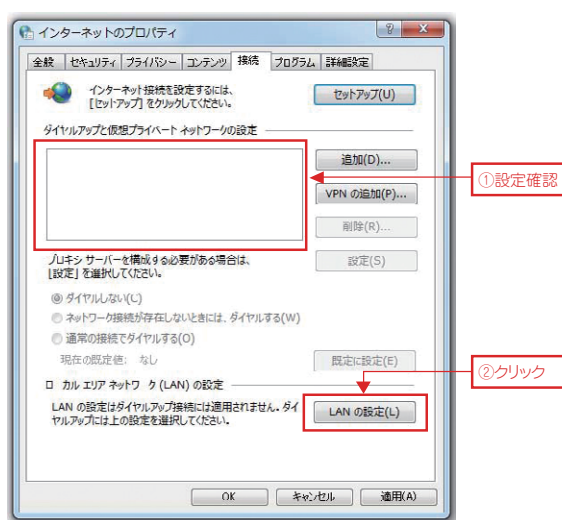 インターネットのプロパティ
全般 セキュリティ プライバシー コンテンツ 接続 プログラム 詳細設定
インターネット接続を設定するには、
[セットアップ] をクリックしてください。
セットアップ(U)
ダイヤルアップと仮想プライベート ネットワークの設定
追加(D)...
①設定確認
VPN の追加(P)...
削除(R)...
プロキシ サーバーを構成する必要がある場合は、
[設定] を選択してください。
設定(S)
ダイヤルしない(C)
ネットワーク接続が存在しないときには、ダイヤルする(W)
通常の接続でダイヤルする(O)
現在の既定値: なし
既定に設定(E)
②クリック
ローカル エリア ネットワーク (LAN) の設定
LAN の設定はダイヤルアップ接続には適用されません。ダイ
ヤルアップには上の設定を選択してください。
LAN の設定(L)
OK キャンセル 適用(A)